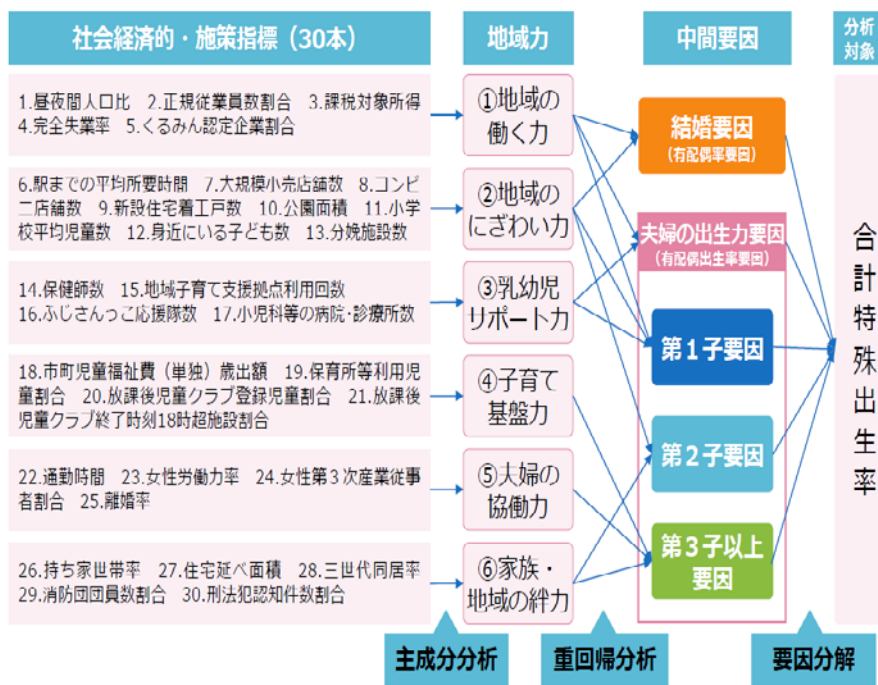 社会経済的・施策指標（30本）
地域力
中間要因
分析
対象
1.昼夜間人口比　2.正規従業員数割合　3.課税対象所得
4.完全失業率　5.くるみん認定企業割合
①地域の
働く力
結婚要因
（有配偶率要因）
6.駅までの平均所要時間　7.大規模小売店舗数　8.コンビ
ニ店舗数　9.新設住宅着工戸数　10.公園面積　11.小学
校平均児童数　12.身近にいる子ども数　13.分娩施設数
②地域の
にぎわい力
夫婦の出生力要因
（有配偶出生率要因）
14.保健師数　15.地域子育て支援拠点利用回数
16.ふじさんっこ応援隊数　17.小児科等の病院・診療所数
③乳幼児
サポート力
第１子要因
18.市町児童福祉費（単独）歳出額　19.保育所等利用児
童割合　20.放課後児童クラブ登録児童割合　21.放課後
児童クラブ終了時刻18時超施設割合
④子育て
基盤力
第２子要因
22.通勤時間　23.女性労働力率　24.女性第３次産業従事
者割合　25.離婚率
⑤夫婦の
協働力
第３子以上
要因
26.持ち家世帯率　27.住宅延べ面積　28.三世代同居率
29.消防団団員数割合　30.刑法犯認知件数割合
⑥家族・
地域の絆力
合計特殊出生率
主成分分析
重回帰分析
要因分解